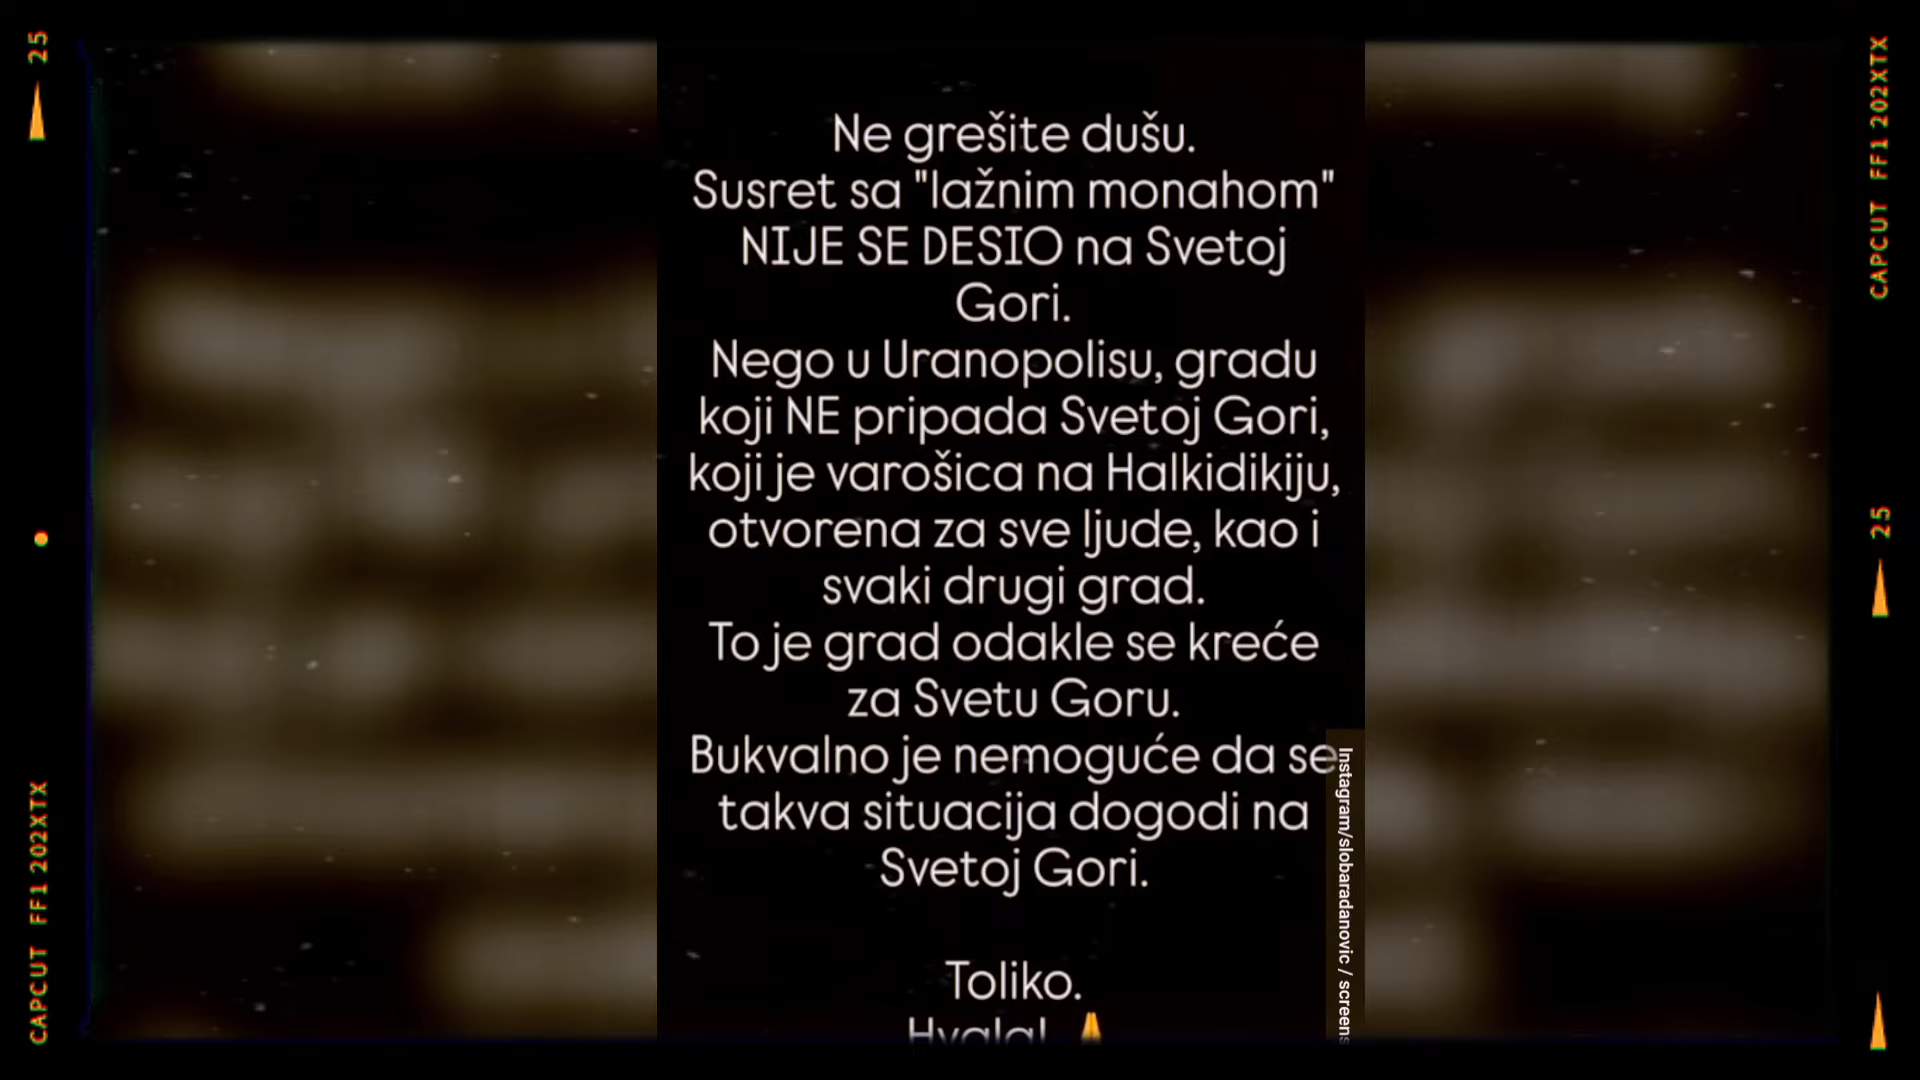 Ne grešite dušu.
Susret sa "lažnim monahom"
NIJE SE DESIO na Svetoj
Gori.
Nego u Uranopolisu, gradu
koji NE pripada Svetoj Gori,
koji je varošica na Halkidikiju,
otvorena za sve ljude, kao i
svaki drugi grad.
To je grad odakle se kreće
za Svetu Goru.
Bukvalno je nemoguće da se
takva situacija dogodi na
Svetoj Gori.
Toliko.
Hvala!
Instagram/slobaradanovic / screens
25
CAPCUT FF1 202XTX
CAPCUT FF1 202XTX
25